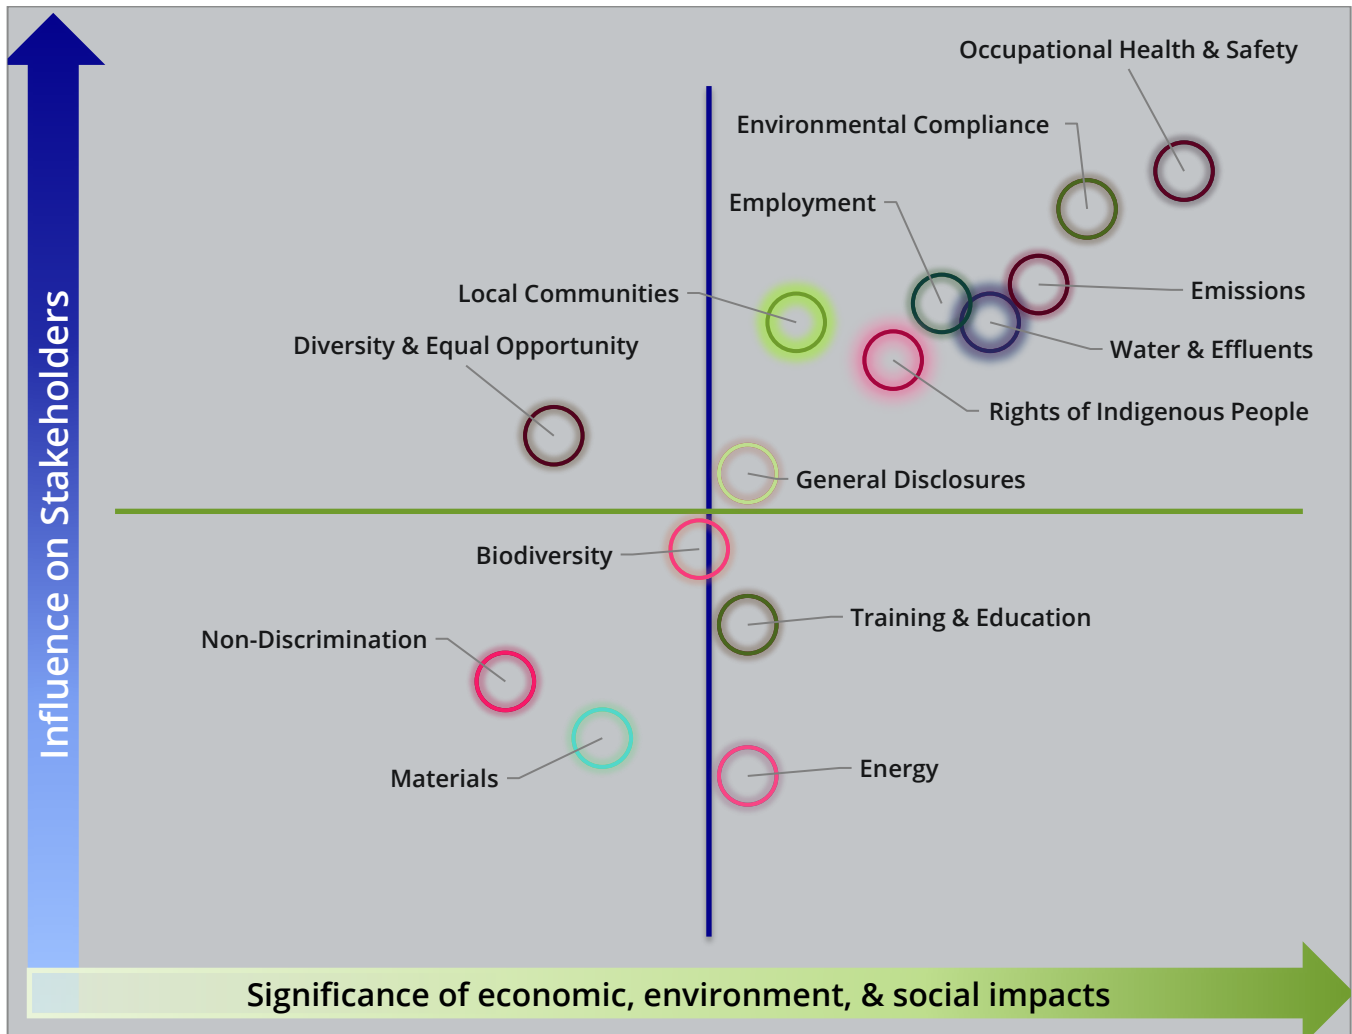 Occupational Health & Safety
Environmental Compliance
Employment
Local Communities
Emissions
Diversity & Equal Opportunity
Water & Effluents
Rights of Indigenous People
General Disclosures
Biodiversity
Training & Education
Non-Discrimination
Materials
Energy
Influence on Stakeholders
Significance of economic, environment, & social impacts